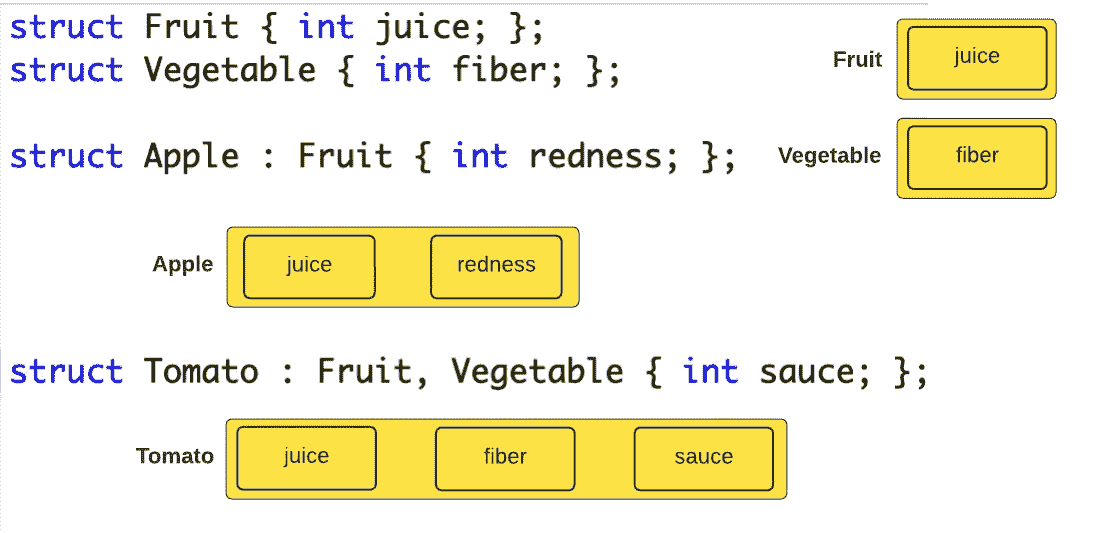 struct Fruit { int juice; };
struct Vegetable { int fiber; };
Fruit
juice
struct Apple : Fruit { int redness; };
Vegetable
fiber
Apple
juice
redness
struct Tomato : Fruit, Vegetable { int sauce; };
Tomato
juice
fiber
sauce